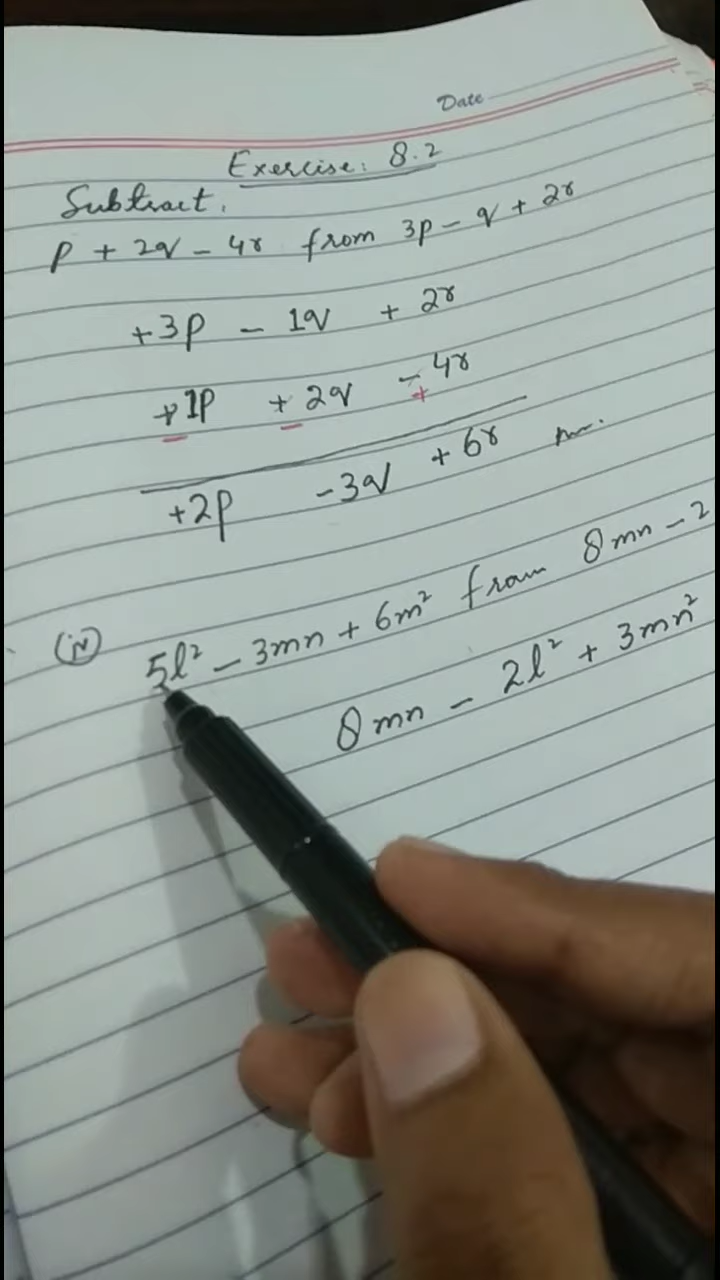 Date
Exercise: 8.2
Subtract.
p + 2q - 4r from 3p - q + 2r
+3p - 1q + 2r
+1p + 2q - 4r
- - +
+2p - 3q + 6r
(iv) 5l² - 3mn + 6m² from 8mn - 2
8mn - 2l² + 3mn²